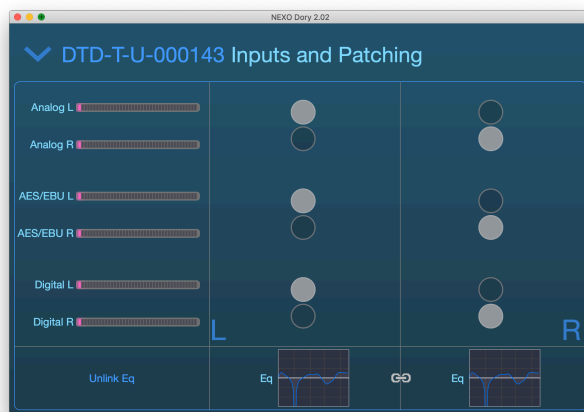 NEXO Dory 2.02
DTD-T-U-000143 Inputs and Patching
Analog L
Analog R
AES/EBU L
AES/EBU R
Digital L
Digital R
L
R
Unlink Eq
Eq
Eq